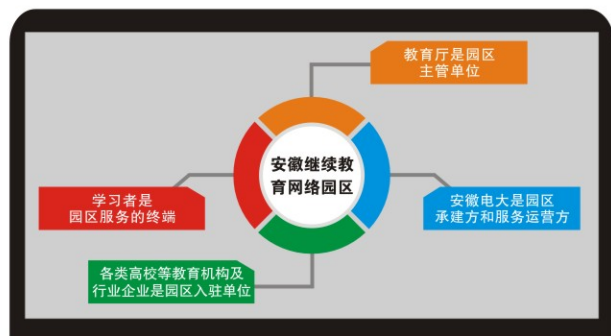 教育厅是园区
主管单位
安徽继续教
育网络园区
学习者是
园区服务的终端
安徽电大是园区
承建方和服务运营方
各类高校等教育机构及
行业企业是园区入驻单位